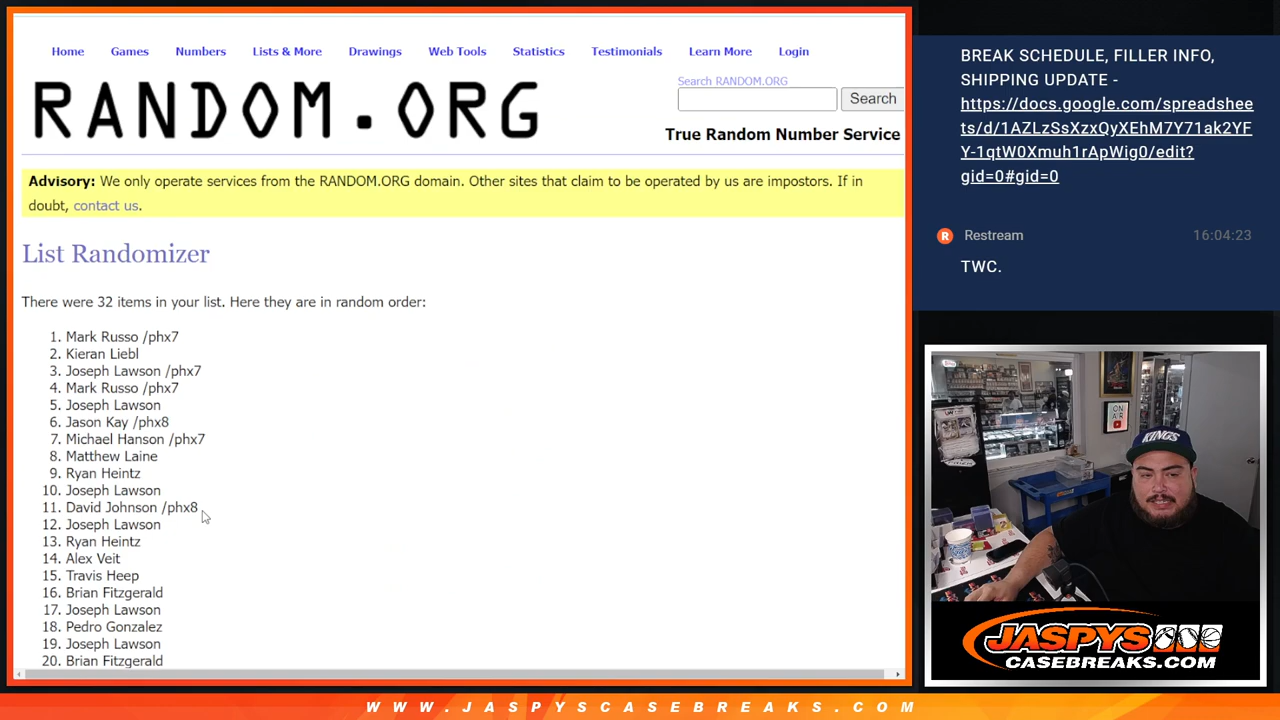 Home Games Numbers Lists & More Drawings Web Tools Statistics Testimonials Learn More Login
RANDOM.ORG
Search RANDOM.ORG
Search
True Random Number Service
Advisory: We only operate services from the RANDOM.ORG domain. Other sites that claim to be operated by us are impostors. If in
doubt, contact us.
List Randomizer
There were 32 items in your list. Here they are in random order:
1. Mark Russo /phx7
2. Kieran Liebl
3. Joseph Lawson /phx7
4. Mark Russo /phx7
5. Joseph Lawson
6. Jason Kay /phx8
7. Michael Hanson /phx7
8. Matthew Laine
9. Ryan Heintz
10. Joseph Lawson
11. David Johnson /phx8
12. Joseph Lawson
13. Ryan Heintz
14. Alex Veit
15. Travis Heep
16. Brian Fitzgerald
17. Joseph Lawson
18. Pedro Gonzalez
19. Joseph Lawson
20. Brian Fitzgerald
BREAK SCHEDULE, FILLER INFO,
SHIPPING UPDATE -
https://docs.google.com/spreadshee
ts/d/1AZLzSsXzxQyXEhM7Y71ak2YF
Y-1qtW0Xmuh1rApWig0/edit?
gid=0#gid=0
R Restream 16:04:23
TWC.
ON
AIR
KINGS
JASPYS
CASEBREAKS.COM
WWW.JASPYSCASEBREAKS.COM